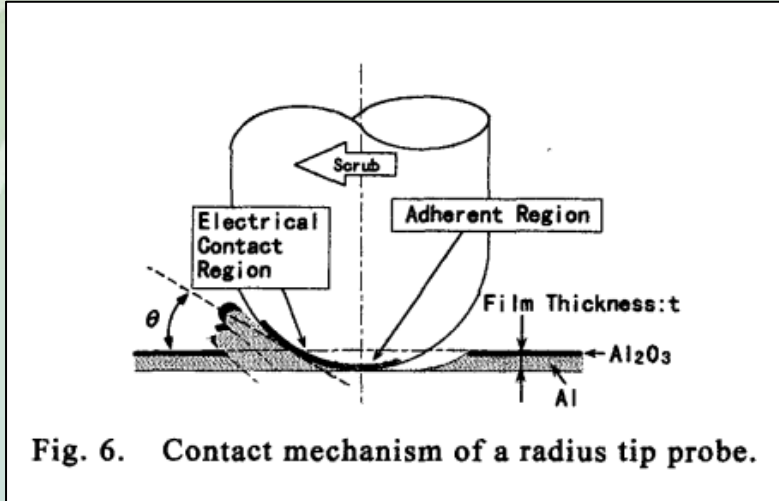 Scrub
Electrical
Contact
Region
Adherent Region
Film Thickness:t
θ
Al₂O₃
Al
Fig. 6. Contact mechanism of a radius tip probe.